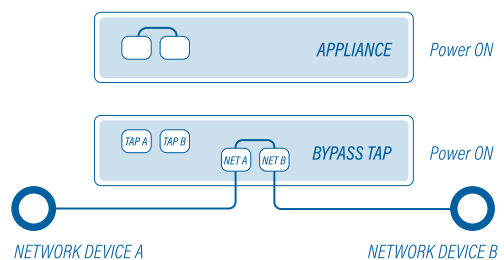 APPLIANCE
Power ON
TAP A
TAP B
NET A
NET B
BYPASS TAP
Power ON
NETWORK DEVICE A
NETWORK DEVICE B